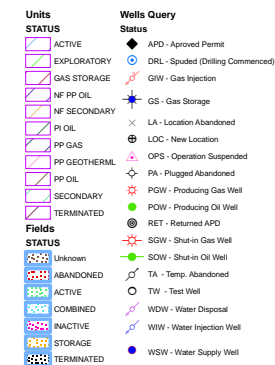 Units
STATUS
ACTIVE
EXPLORATORY
GAS STORAGE
NF PP OIL
NF SECONDARY
PI OIL
PP GAS
PP GEOTHERML
PP OIL
SECONDARY
TERMINATED
Fields
STATUS
Unknown
ABANDONED
ACTIVE
COMBINED
INACTIVE
STORAGE
TERMINATED
Wells Query
Status
APD - Aproved Permit
DRL - Spuded (Drilling Commenced)
GIW - Gas Injection
GS - Gas Storage
LA - Location Abandoned
LOC - New Location
OPS - Operation Suspended
PA - Plugged Abandoned
PGW - Producing Gas Well
POW - Producing Oil Well
RET - Returned APD
SGW - Shut-in Gas Well
SOW - Shut-in Oil Well
TA - Temp. Abandoned
TW - Test Well
WDW - Water Disposal
WIW - Water Injection Well
WSW - Water Supply Well